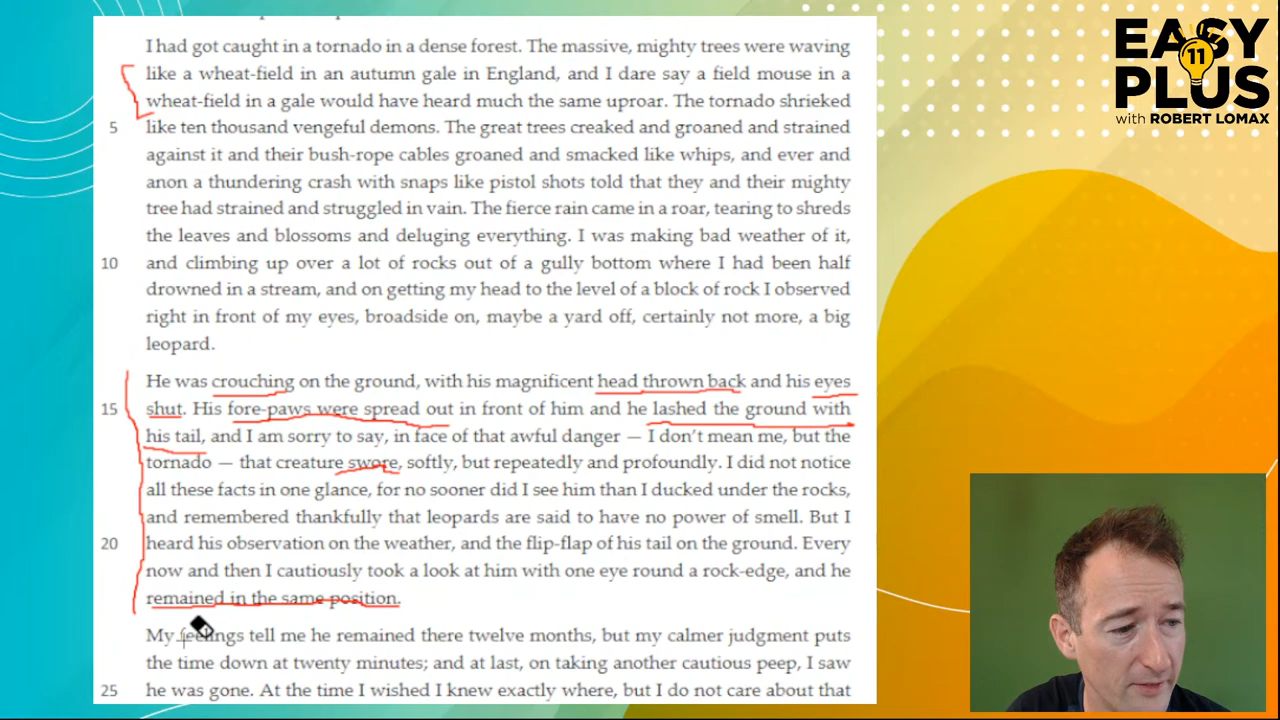 I had got caught in a tornado in a dense forest. The massive, mighty trees were waving
like a wheat-field in an autumn gale in England, and I dare say a field mouse in a
wheat-field in a gale would have heard much the same uproar. The tornado shrieked
5 like ten thousand vengeful demons. The great trees creaked and groaned and strained
against it and their bush-rope cables groaned and smacked like whips, and ever and
anon a thundering crash with snaps like pistol shots told that they and their mighty
tree had strained and struggled in vain. The fierce rain came in a roar, tearing to shreds
the leaves and blossoms and deluging everything. I was making bad weather of it,
10 and climbing up over a lot of rocks out of a gully bottom where I had been half
drowned in a stream, and on getting my head to the level of a block of rock I observed
right in front of my eyes, broadside on, maybe a yard off, certainly not more, a big
leopard.
He was crouching on the ground, with his magnificent head thrown back and his eyes
15 shut. His fore-paws were spread out in front of him and he lashed the ground with
his tail, and I am sorry to say, in face of that awful danger — I don't mean me, but the
tornado — that creature swore, softly, but repeatedly and profoundly. I did not notice
all these facts in one glance, for no sooner did I see him than I ducked under the rocks,
and remembered thankfully that leopards are said to have no power of smell. But I
20 heard his observation on the weather, and the flip-flap of his tail on the ground. Every
now and then I cautiously took a look at him with one eye round a rock-edge, and he
remained in the same position.
My feelings tell me he remained there twelve months, but my calmer judgment puts
the time down at twenty minutes; and at last, on taking another cautious peep, I saw
25 he was gone. At the time I wished I knew exactly where, but I do not care about that
EASY
11
PLUS
with ROBERT LOMAX